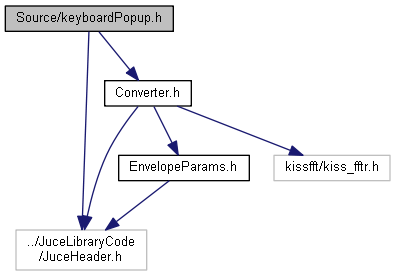 Source/keyboardPopup.h
Converter.h
EnvelopeParams.h
kissfft/kiss_fftr.h
../JuceLibraryCode
/JuceHeader.h